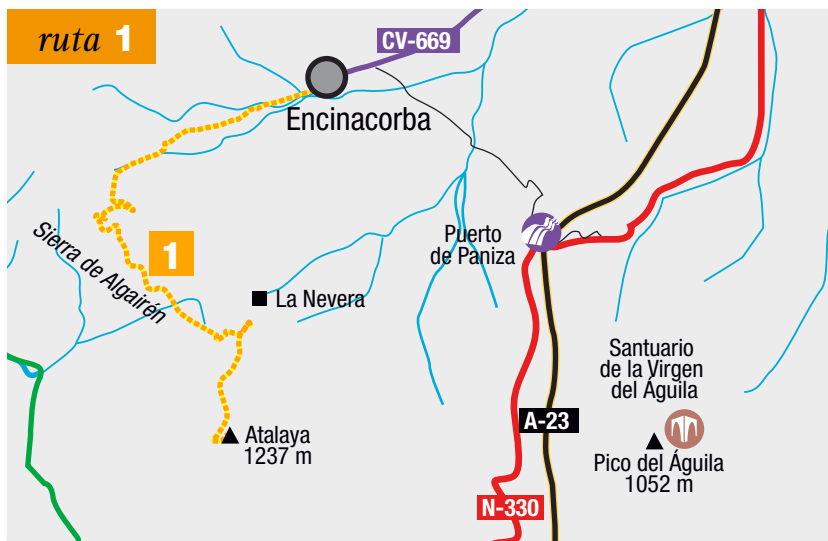 ruta 1
CV-669
Encinacorba
Sierra de Algairén
1
Puerto
de Paniza
La Nevera
Santuario
de la Virgen
del Águila
A-23
Atalaya
1237 m
Pico del Águila
1052 m
N-330